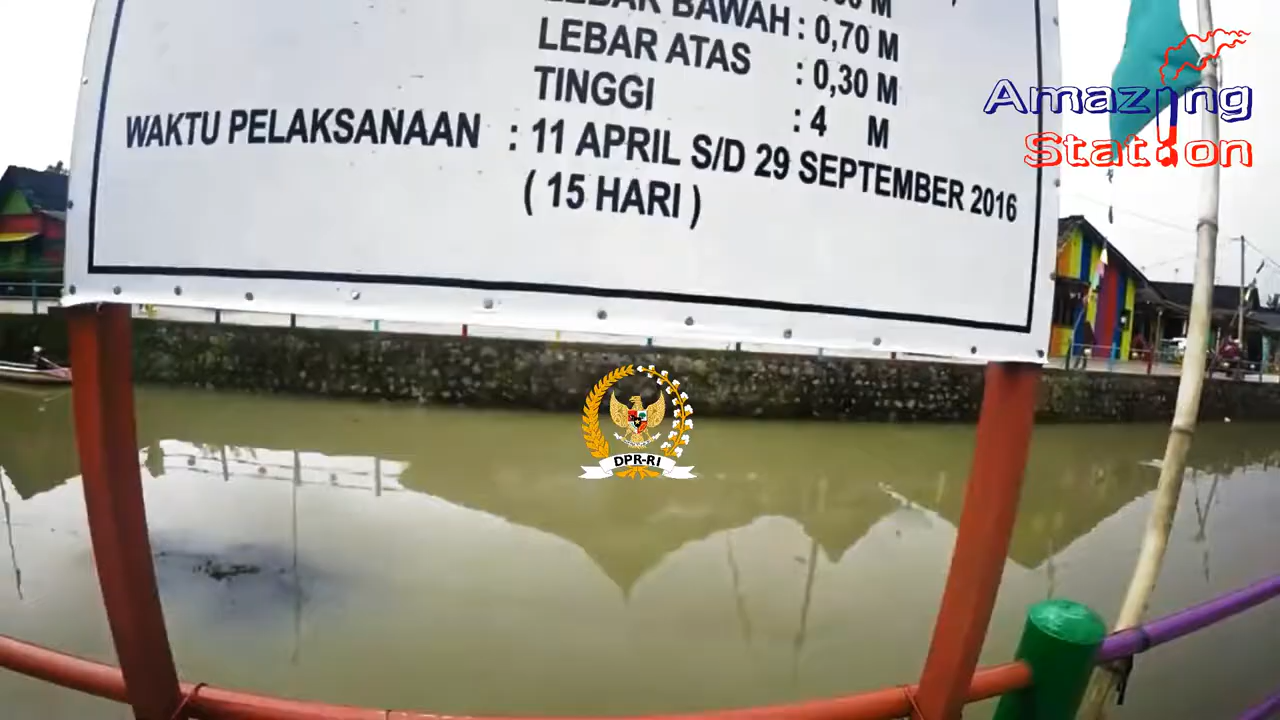 LEBAR BAWAH : 0,70 M
LEBAR ATAS : 0,30 M
TINGGI : 4 M
WAKTU PELAKSANAAN : 11 APRIL S/D 29 SEPTEMBER 2016
( 15 HARI )
Amazing
Station
DPR-RI